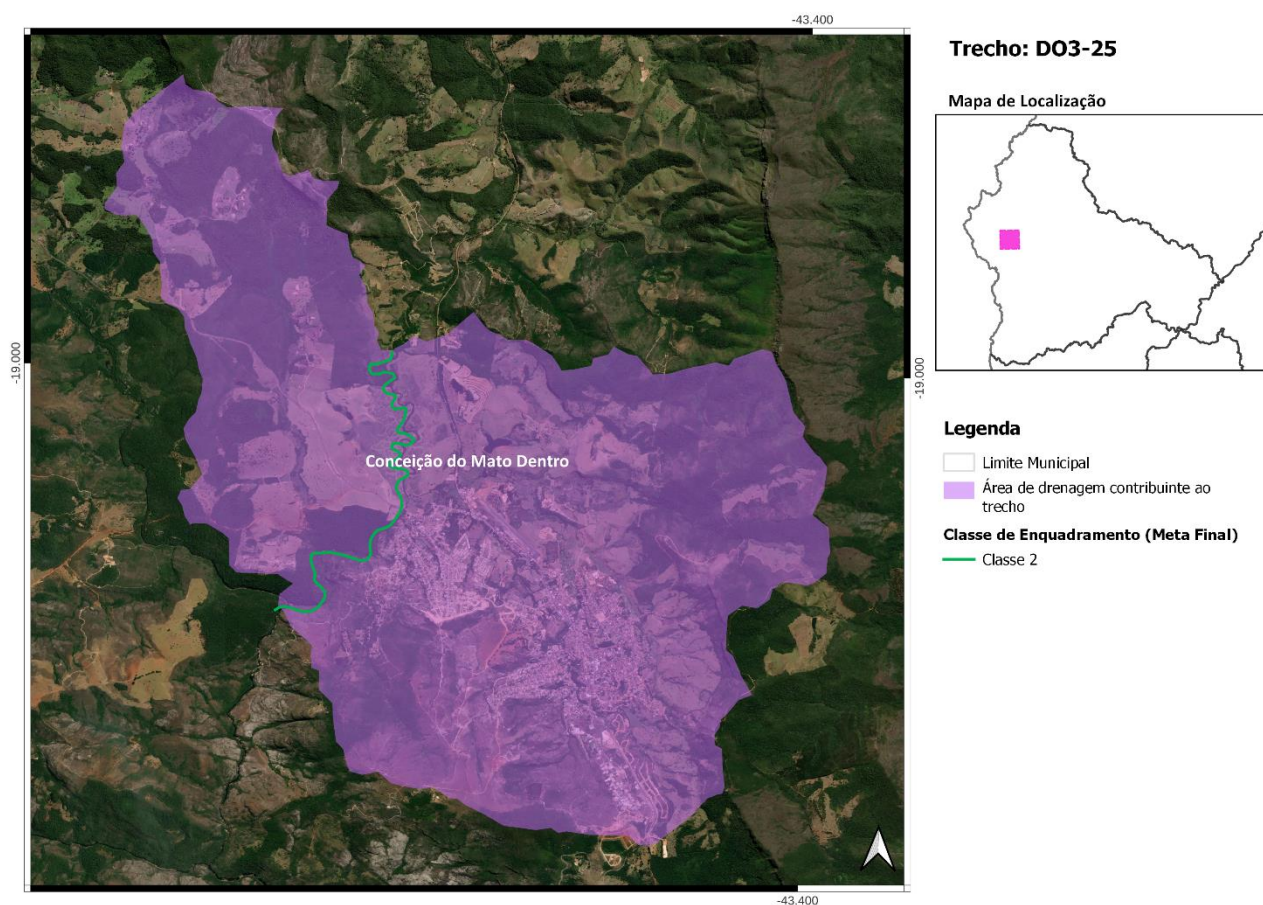 -43.400
Trecho: DO3-25
Mapa de Localização
-19.000
-19.000
Conceição do Mato Dentro
Legenda
Limite Municipal
Área de drenagem contribuinte ao
trecho
Classe de Enquadramento (Meta Final)
Classe 2
-43.400